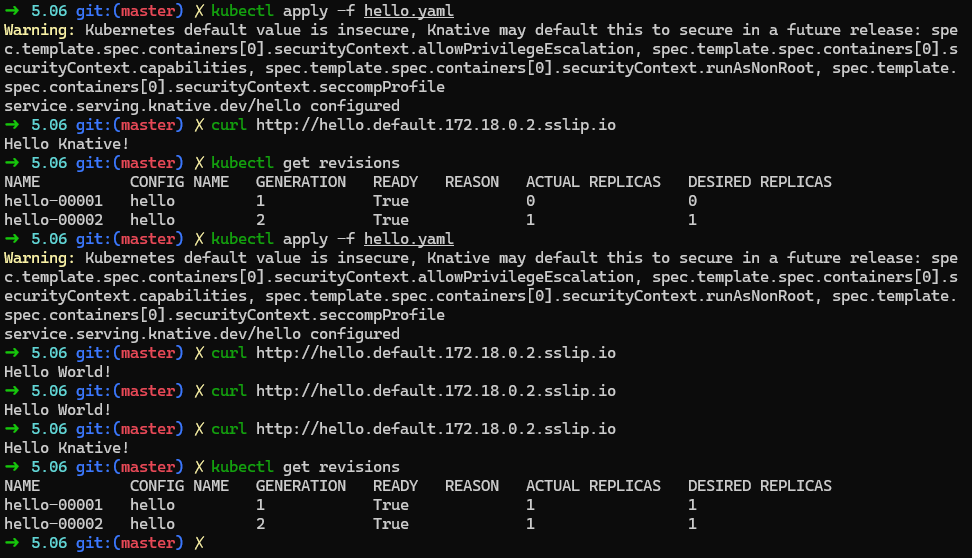 ➜ 5.06 git:(master) ✗ kubectl apply -f hello.yaml
Warning: Kubernetes default value is insecure, Knative may default this to secure in a future release: spe
c.template.spec.containers[0].securityContext.allowPrivilegeEscalation, spec.template.spec.containers[0].s
ecurityContext.capabilities, spec.template.spec.containers[0].securityContext.runAsNonRoot, spec.template.
spec.containers[0].securityContext.seccompProfile
service.serving.knative.dev/hello configured
➜ 5.06 git:(master) ✗ curl http://hello.default.172.18.0.2.sslip.io
Hello Knative!
➜ 5.06 git:(master) ✗ kubectl get revisions
NAME CONFIG NAME GENERATION READY REASON ACTUAL REPLICAS DESIRED REPLICAS
hello-00001 hello 1 True 0 0
hello-00002 hello 2 True 1 1
➜ 5.06 git:(master) ✗ kubectl apply -f hello.yaml
Warning: Kubernetes default value is insecure, Knative may default this to secure in a future release: spe
c.template.spec.containers[0].securityContext.allowPrivilegeEscalation, spec.template.spec.containers[0].s
ecurityContext.capabilities, spec.template.spec.containers[0].securityContext.runAsNonRoot, spec.template.
spec.containers[0].securityContext.seccompProfile
service.serving.knative.dev/hello configured
➜ 5.06 git:(master) ✗ curl http://hello.default.172.18.0.2.sslip.io
Hello World!
➜ 5.06 git:(master) ✗ curl http://hello.default.172.18.0.2.sslip.io
Hello World!
➜ 5.06 git:(master) ✗ curl http://hello.default.172.18.0.2.sslip.io
Hello Knative!
➜ 5.06 git:(master) ✗ kubectl get revisions
NAME CONFIG NAME GENERATION READY REASON ACTUAL REPLICAS DESIRED REPLICAS
hello-00001 hello 1 True 1 1
hello-00002 hello 2 True 1 1
➜ 5.06 git:(master) ✗